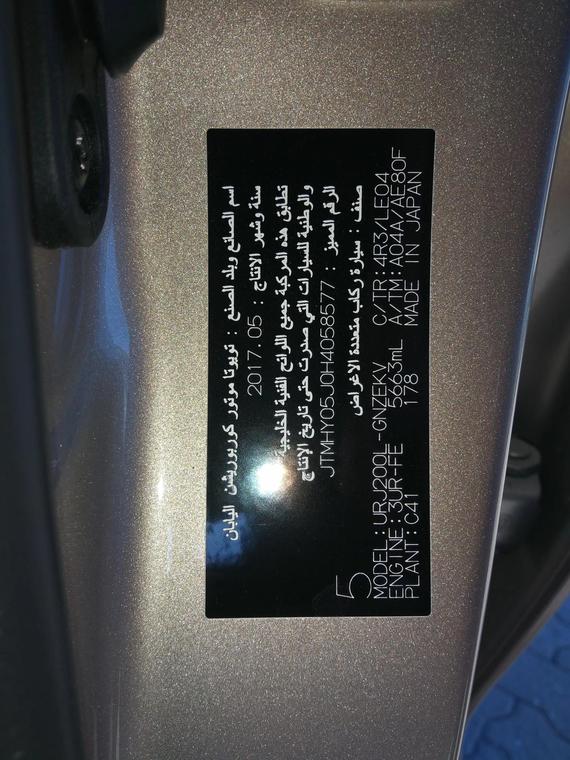 اسم الصانع وبلد الصنع : تويوتا موتور كوربوريشن اليابان
سنة وشهر الانتاج : 2017.05
تطابق هذه المركبة جميع اللوائح الفنية الخليجية
والوطنية للسيارات التي صدرت حتى تاريخ الإنتاج
الرقم المميز : JTMHY05J0H4058577
صنف : سيارة ركاب متعددة الاغراض
5
MODEL:URJ200L-GNZEKV C/TR:4R3/LE04
ENGINE:3UR-FE 5663mL A/TM:A04A/AE80F
PLANT:C41 178 MADE IN JAPAN